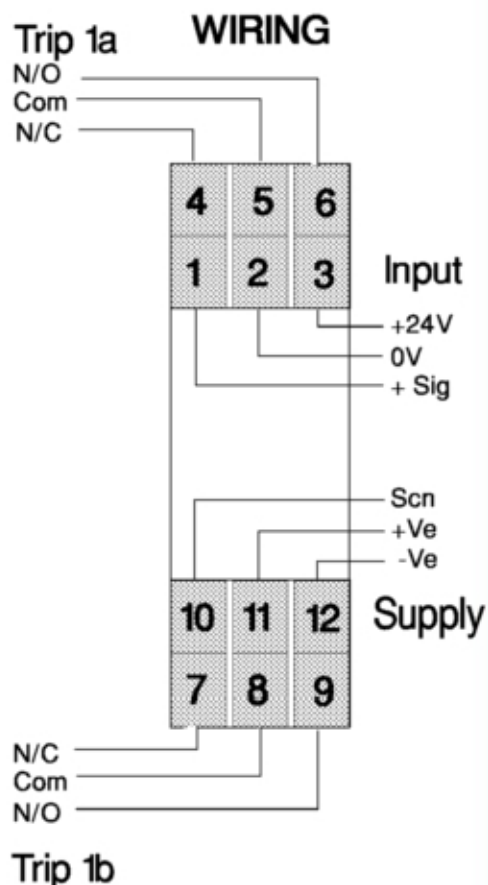 WIRING
Trip 1a
N/O
Com
N/C
4 5 6
1 2 3
Input
+24V
0V
+ Sig
Scn
+Ve
-Ve
10 11 12
Supply
7 8 9
N/C
Com
N/O
Trip 1b